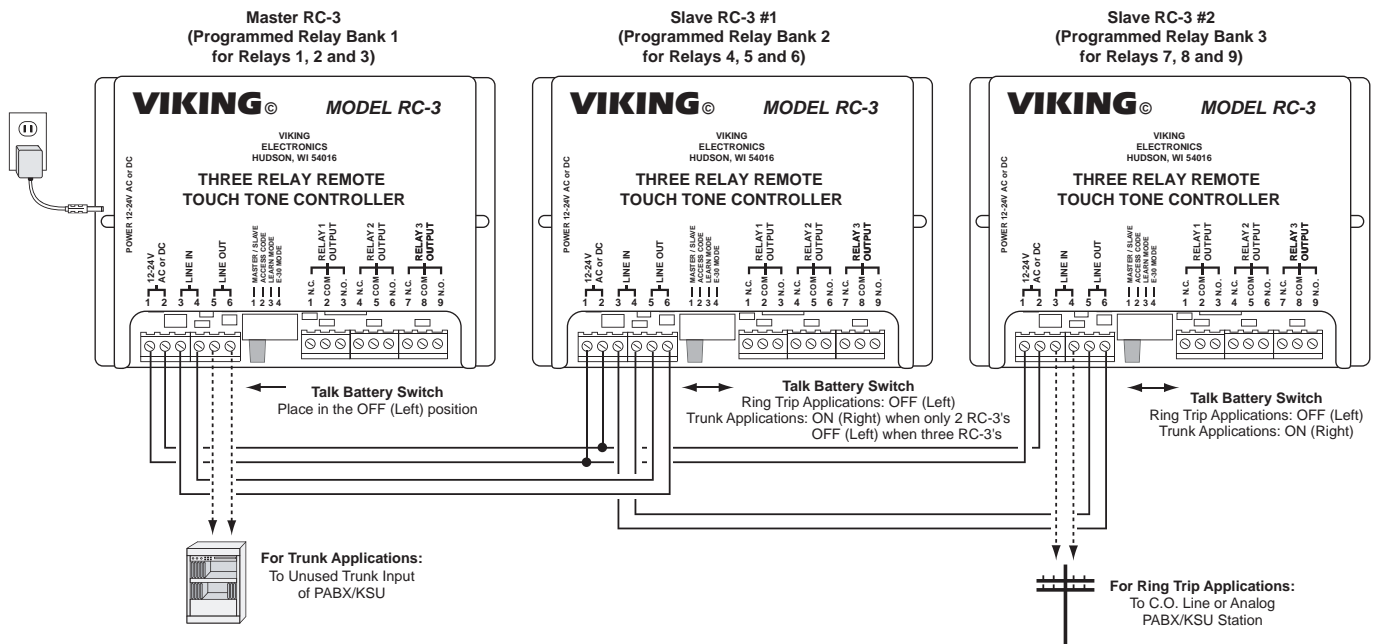 Master RC-3
(Programmed Relay Bank 1
for Relays 1, 2 and 3)
VIKING© MODEL RC-3
VIKING
ELECTRONICS
HUDSON, WI 54016
THREE RELAY REMOTE
TOUCH TONE CONTROLLER
POWER 12-24V AC or DC
12-24V
AC or DC
LINE IN
LINE OUT
MASTER / SLAVE
ACCESS CODE
LEARN MODE
E-30 MODE
RELAY 1
OUTPUT
RELAY 2
OUTPUT
RELAY 3
OUTPUT
N.C. COM N.O. N.C. COM N.O. N.C. COM N.O.
1 2 3 4 5 6 1 2 3 4 1 2 3 4 5 6 7 8 9
Talk Battery Switch
Place in the OFF (Left) position
Slave RC-3 #1
(Programmed Relay Bank 2
for Relays 4, 5 and 6)
VIKING© MODEL RC-3
VIKING
ELECTRONICS
HUDSON, WI 54016
THREE RELAY REMOTE
TOUCH TONE CONTROLLER
POWER 12-24V AC or DC
12-24V
AC or DC
LINE IN
LINE OUT
MASTER / SLAVE
ACCESS CODE
LEARN MODE
E-30 MODE
RELAY 1
OUTPUT
RELAY 2
OUTPUT
RELAY 3
OUTPUT
N.C. COM N.O. N.C. COM N.O. N.C. COM N.O.
1 2 3 4 5 6 1 2 3 4 1 2 3 4 5 6 7 8 9
Talk Battery Switch
Ring Trip Applications: OFF (Left)
Trunk Applications: ON (Right) when only 2 RC-3's
OFF (Left) when three RC-3's
Slave RC-3 #2
(Programmed Relay Bank 3
for Relays 7, 8 and 9)
VIKING© MODEL RC-3
VIKING
ELECTRONICS
HUDSON, WI 54016
THREE RELAY REMOTE
TOUCH TONE CONTROLLER
POWER 12-24V AC or DC
12-24V
AC or DC
LINE IN
LINE OUT
MASTER / SLAVE
ACCESS CODE
LEARN MODE
E-30 MODE
RELAY 1
OUTPUT
RELAY 2
OUTPUT
RELAY 3
OUTPUT
N.C. COM N.O. N.C. COM N.O. N.C. COM N.O.
1 2 3 4 5 6 1 2 3 4 1 2 3 4 5 6 7 8 9
Talk Battery Switch
Ring Trip Applications: OFF (Left)
Trunk Applications: ON (Right)
For Trunk Applications:
To Unused Trunk Input
of PABX/KSU
For Ring Trip Applications:
To C.O. Line or Analog
PABX/KSU Station